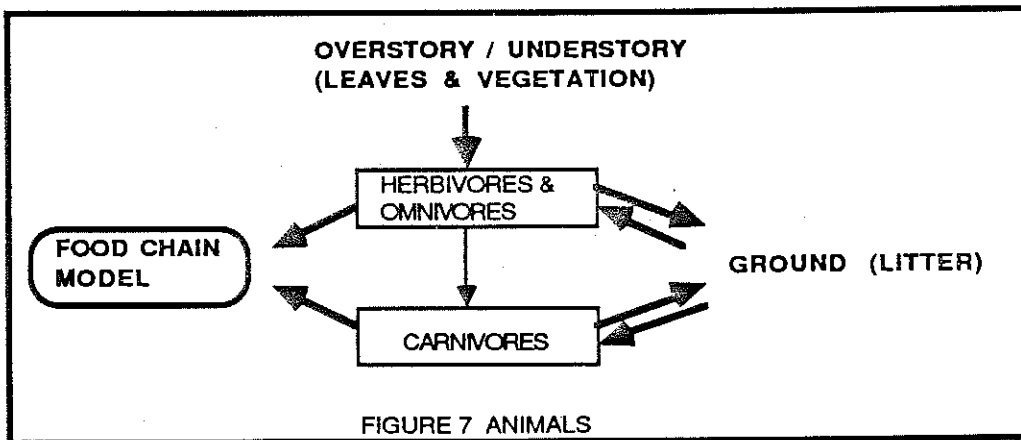 OVERSTORY / UNDERSTORY
(LEAVES & VEGETATION)
HERBIVORES &
OMNIVORES
FOOD CHAIN
MODEL
GROUND (LITTER)
CARNIVORES
FIGURE 7 ANIMALS